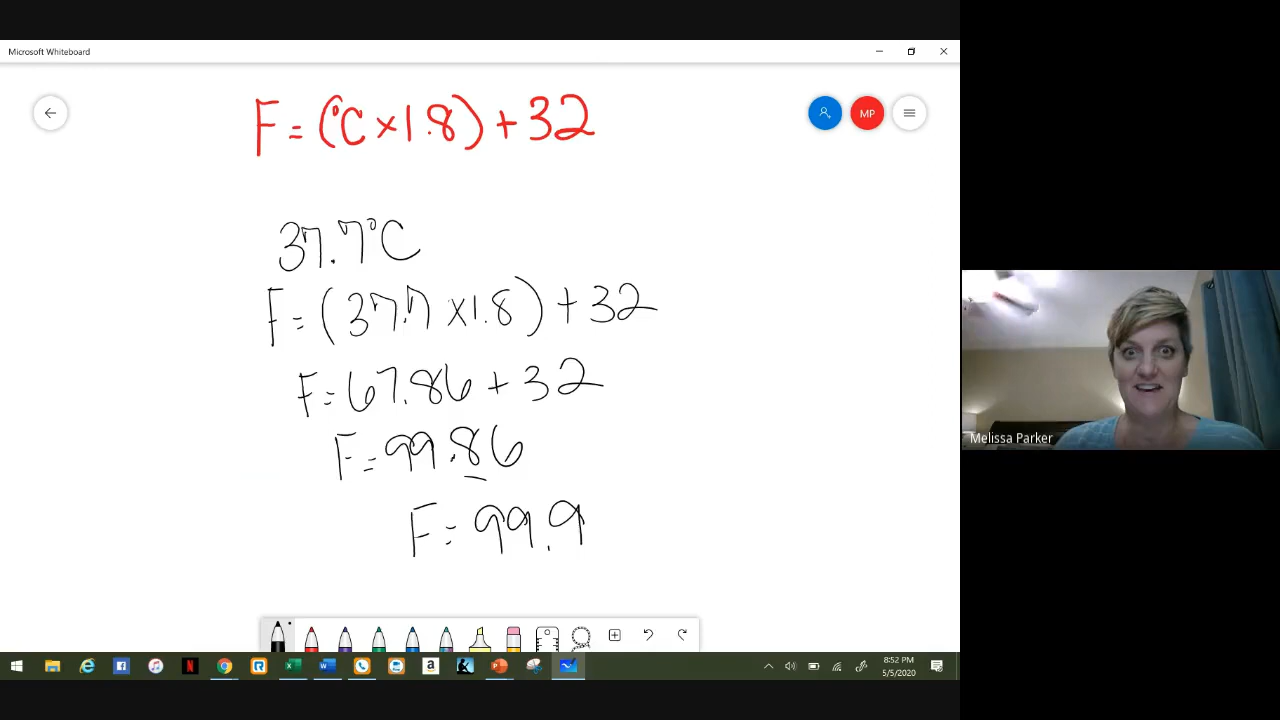 Microsoft Whiteboard
F = (°C × 1.8) + 32
MP
37.7°C
F = (37.7 × 1.8) + 32
F = 67.86 + 32
F = 99.86
F = 99.9
Melissa Parker
8:52 PM
5/5/2020